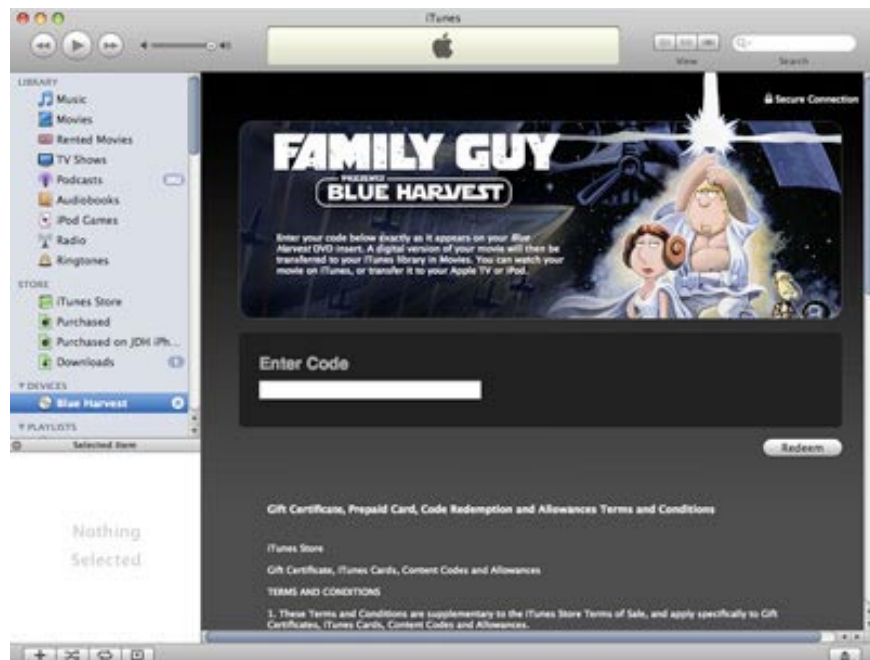 iTunes
View
Search
LIBRARY
Music
Movies
Rented Movies
TV Shows
Podcasts
Audiobooks
iPod Games
Radio
Ringtones
STORE
iTunes Store
Purchased
Purchased on JDH iPh...
Downloads
DEVICES
Blue Harvest
PLAYLISTS
Selected Item
Nothing
Selected
Secure Connection
FAMILY GUY
PRESENTS
BLUE HARVEST
Enter your code below exactly as it appears on your Blue
Harvest DVD insert. A digital version of your movie will then be
transferred to your iTunes library in Movies. You can watch your
movie on iTunes, or transfer it to your Apple TV or iPod.
Enter Code
Redeem
Gift Certificate, Prepaid Card, Code Redemption and Allowances Terms and Conditions
iTunes Store
Gift Certificates, iTunes Cards, Content Codes and Allowances
TERMS AND CONDITIONS
1. These Terms and Conditions are supplementary to the iTunes Store Terms of Sale, and apply specifically to Gift
Certificates, iTunes Cards, Content Codes and Allowances.